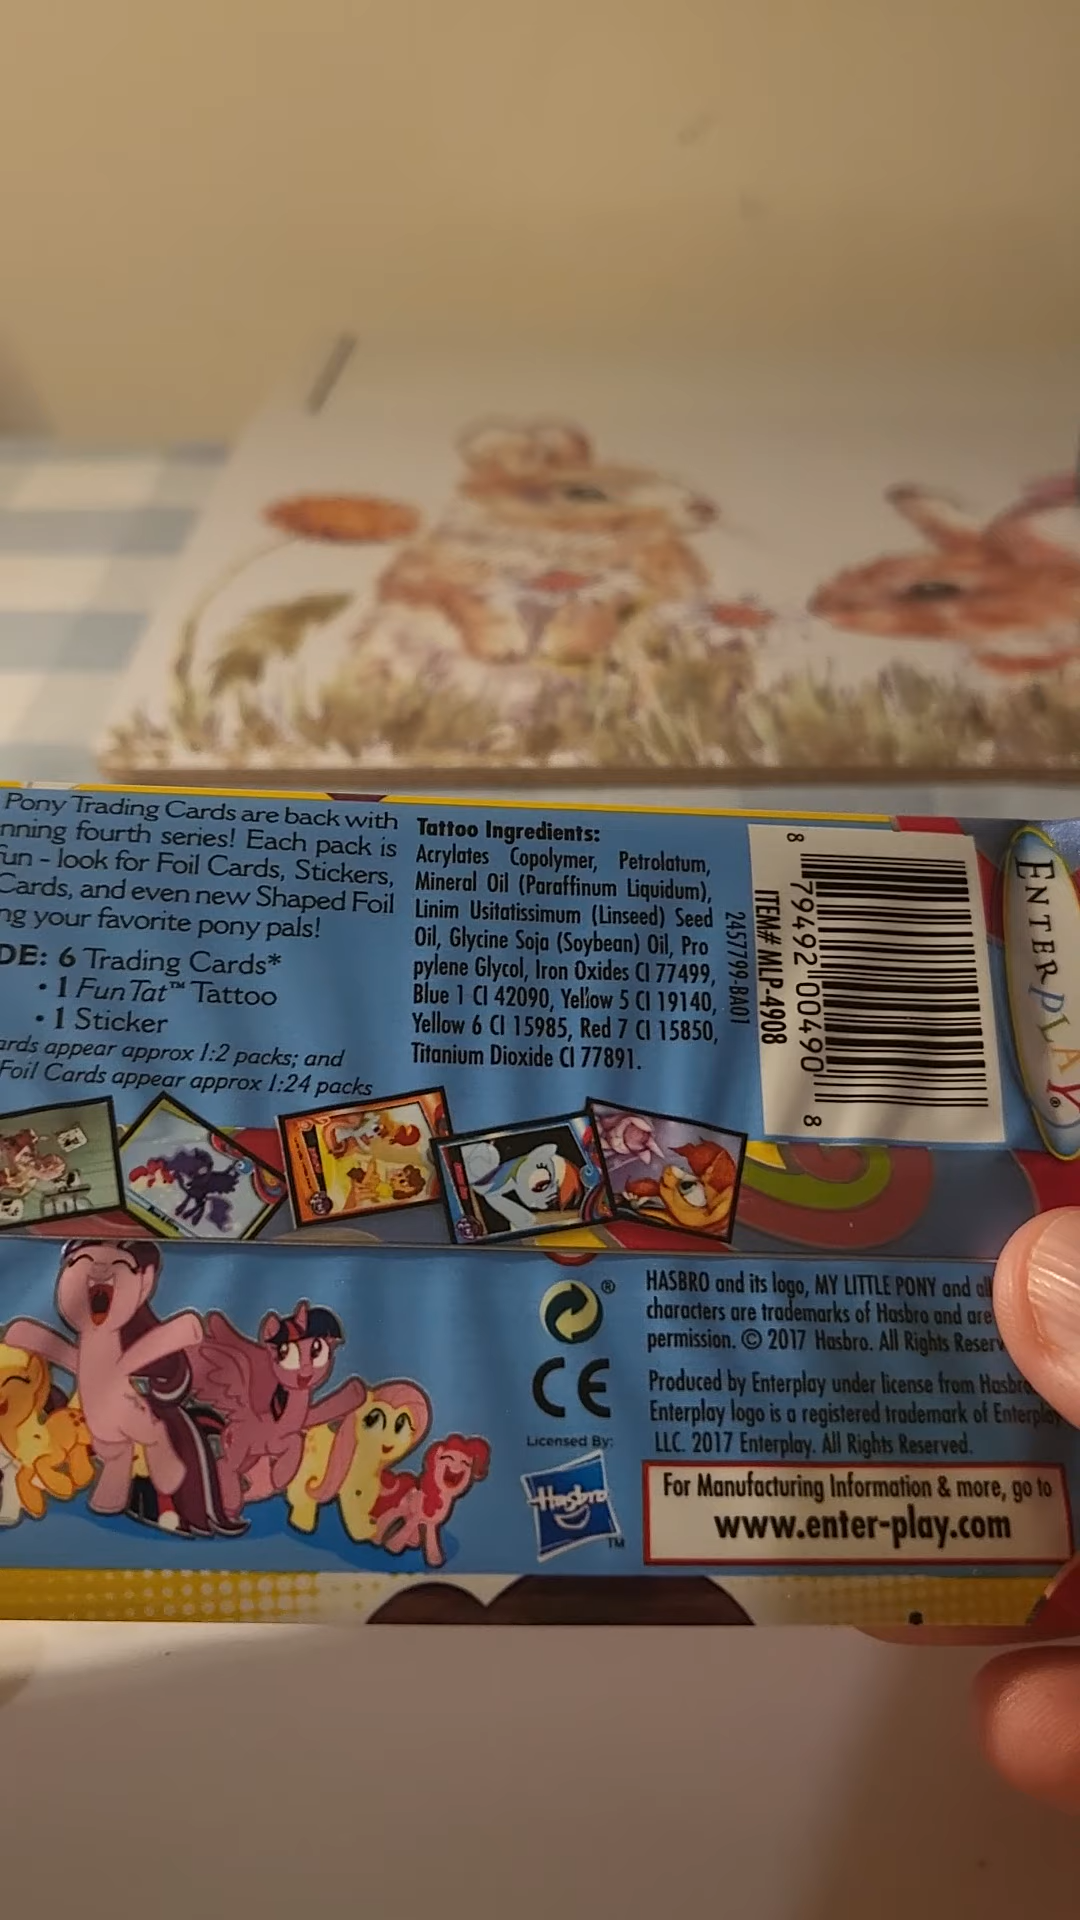 Pony Trading Cards are back with
nning fourth series! Each pack is
fun - look for Foil Cards, Stickers,
Cards, and even new Shaped Foil
ng your favorite pony pals!
DE: 6 Trading Cards*
• 1 FunTat™ Tattoo
• 1 Sticker
ards appear approx 1:2 packs; and
Foil Cards appear approx 1:24 packs
Tattoo Ingredients:
Acrylates Copolymer, Petrolatum,
Mineral Oil (Paraffinum Liquidum),
Linim Usitatissimum (Linseed) Seed
Oil, Glycine Soja (Soybean) Oil, Pro
pylene Glycol, Iron Oxides CI 77499,
Blue 1 CI 42090, Yellow 5 CI 19140,
Yellow 6 CI 15985, Red 7 CI 15850,
Titanium Dioxide CI 77891.
2457799-BA01
ITEM# MLP-4908
8 79492 00490 8
ENTERPLAY®
®
CE
Licensed By:
Hasbro
TM
HASBRO and its logo, MY LITTLE PONY and all
characters are trademarks of Hasbro and are
permission. © 2017 Hasbro. All Rights Reserv
Produced by Enterplay under license from Hasbro
Enterplay logo is a registered trademark of Enterplay
LLC. 2017 Enterplay. All Rights Reserved.
For Manufacturing Information & more, go to
www.enter-play.com